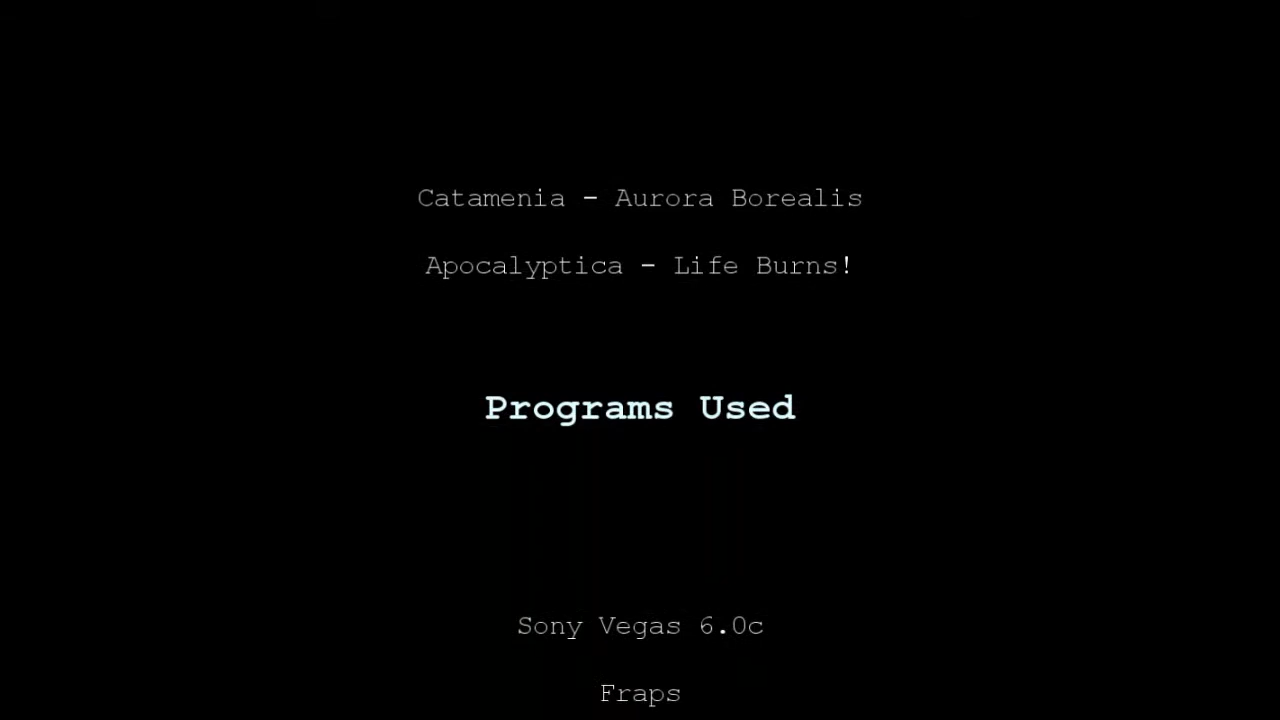 Catamenia - Aurora Borealis
Apocalyptica - Life Burns!
Programs Used
Sony Vegas 6.0c
Fraps